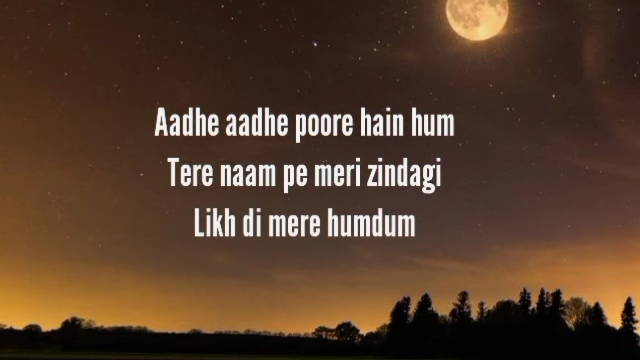 Aadhe aadhe poore hain hum
Tere naam pe meri zindagi
Likh di mere humdum